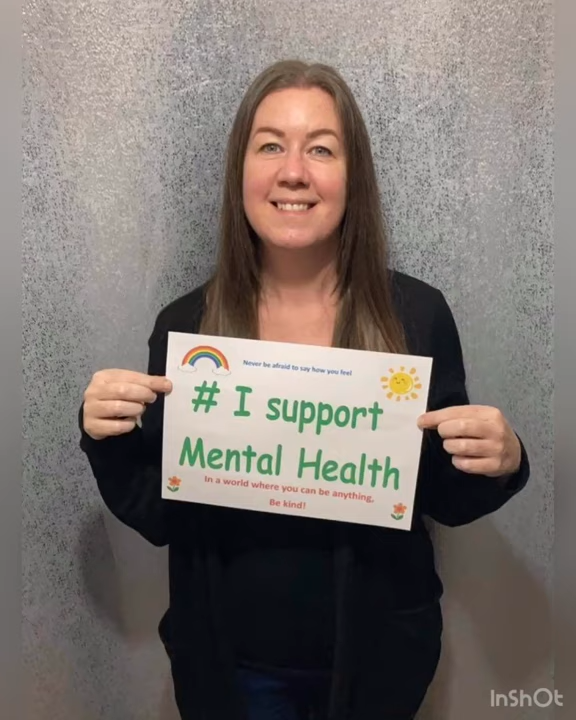 Never be afraid to say how you feel
# I support
Mental Health
In a world where you can be anything,
Be kind!
InShOt